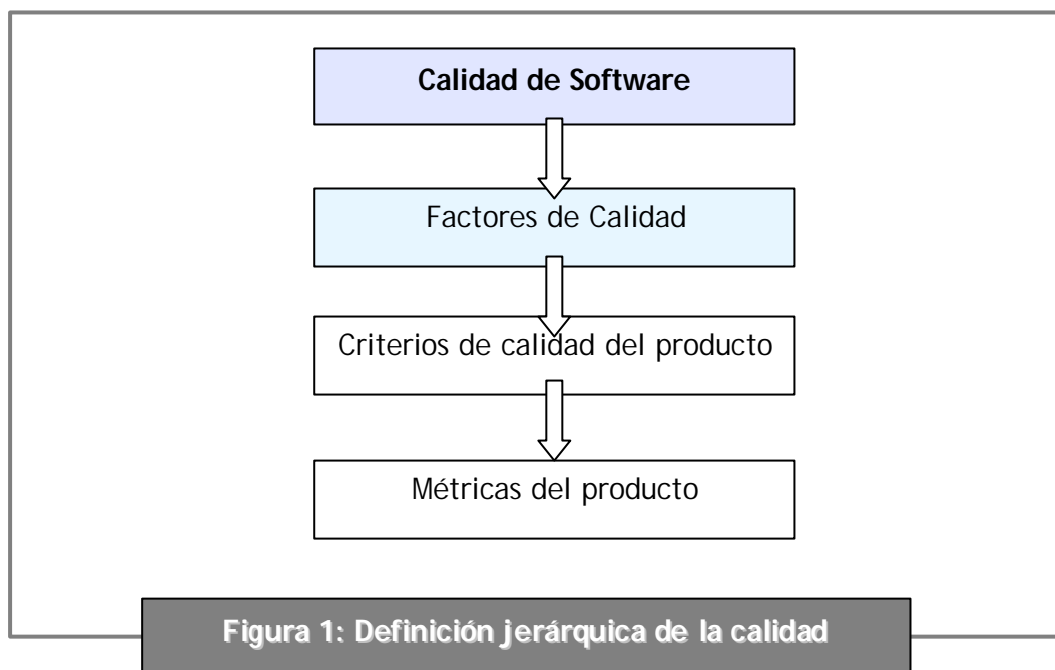 Calidad de Software
Factores de Calidad
Criterios de calidad del producto
Métricas del producto
Figura 1: Definición jerárquica de la calidad